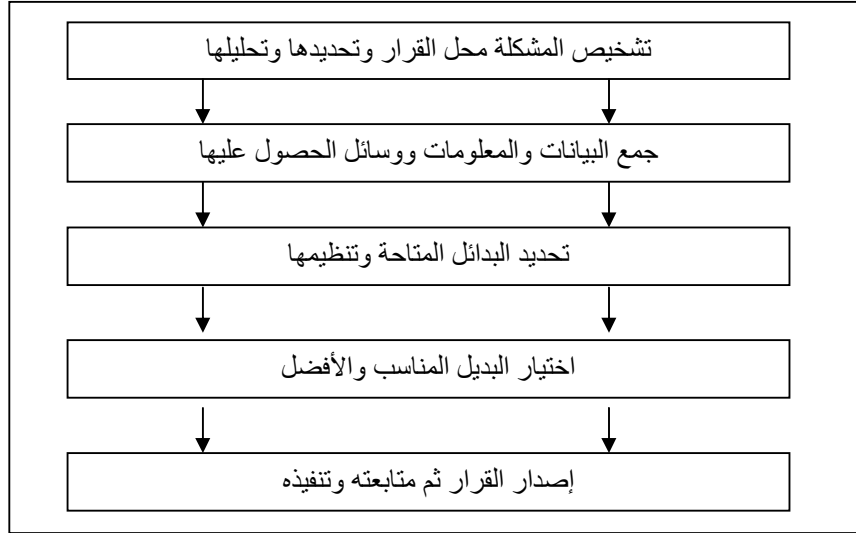 تشخيص المشكلة محل القرار وتحديدها وتحليلها
جمع البيانات والمعلومات ووسائل الحصول عليها
تحديد البدائل المتاحة وتنظيمها
اختيار البديل المناسب والأفضل
إصدار القرار ثم متابعته وتنفيذه